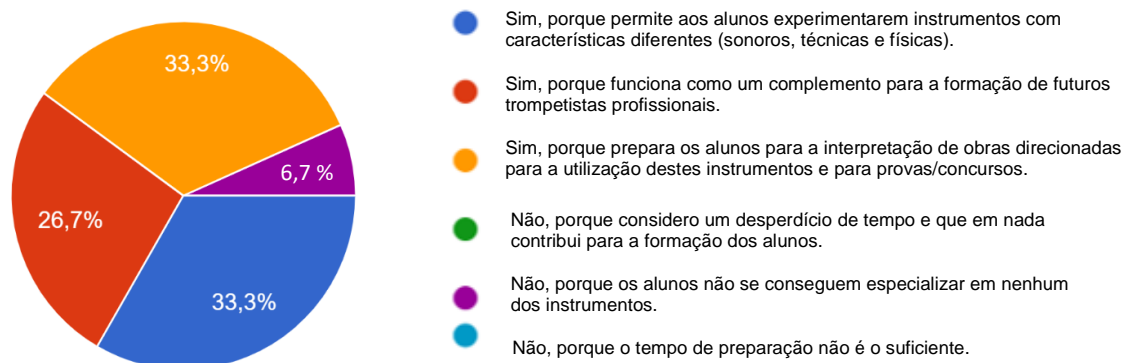 33,3%
6,7 %
26,7%
33,3%
Sim, porque permite aos alunos experimentarem instrumentos com
características diferentes (sonoros, técnicas e físicas).
Sim, porque funciona como um complemento para a formação de futuros
trompetistas profissionais.
Sim, porque prepara os alunos para a interpretação de obras direcionadas
para a utilização destes instrumentos e para provas/concursos.
Não, porque considero um desperdício de tempo e que em nada
contribui para a formação dos alunos.
Não, porque os alunos não se conseguem especializar em nenhum
dos instrumentos.
Não, porque o tempo de preparação não é o suficiente.